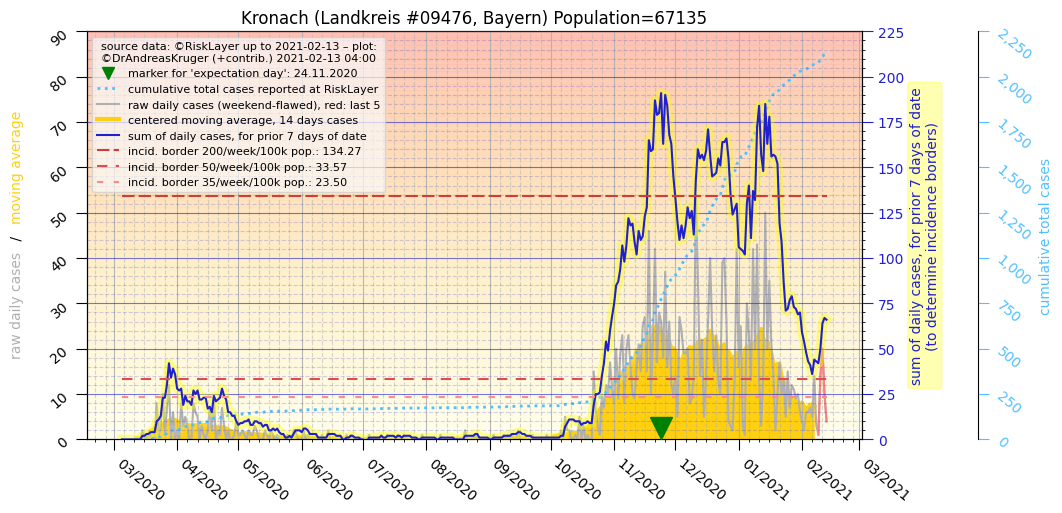 Kronach (Landkreis #09476, Bayern) Population=67135
source data: ©RiskLayer up to 2021-02-13 – plot:
©DrAndreasKruger (+contrib.) 2021-02-13 04:00
marker for 'expectation day': 24.11.2020
cumulative total cases reported at RiskLayer
raw daily cases (weekend-flawed), red: last 5
centered moving average, 14 days cases
sum of daily cases, for prior 7 days of date
incid. border 200/week/100k pop.: 134.27
incid. border 50/week/100k pop.: 33.57
incid. border 35/week/100k pop.: 23.50
raw daily cases / moving average
90
80
70
60
50
40
30
20
10
0
03/2020
04/2020
05/2020
06/2020
07/2020
08/2020
09/2020
10/2020
11/2020
12/2020
01/2021
02/2021
03/2021
225
200
175
150
125
100
75
50
25
0
sum of daily cases, for prior 7 days of date
(to determine incidence borders)
2,250
2,000
1,750
1,500
1,250
1,000
750
500
250
0
cumulative total cases